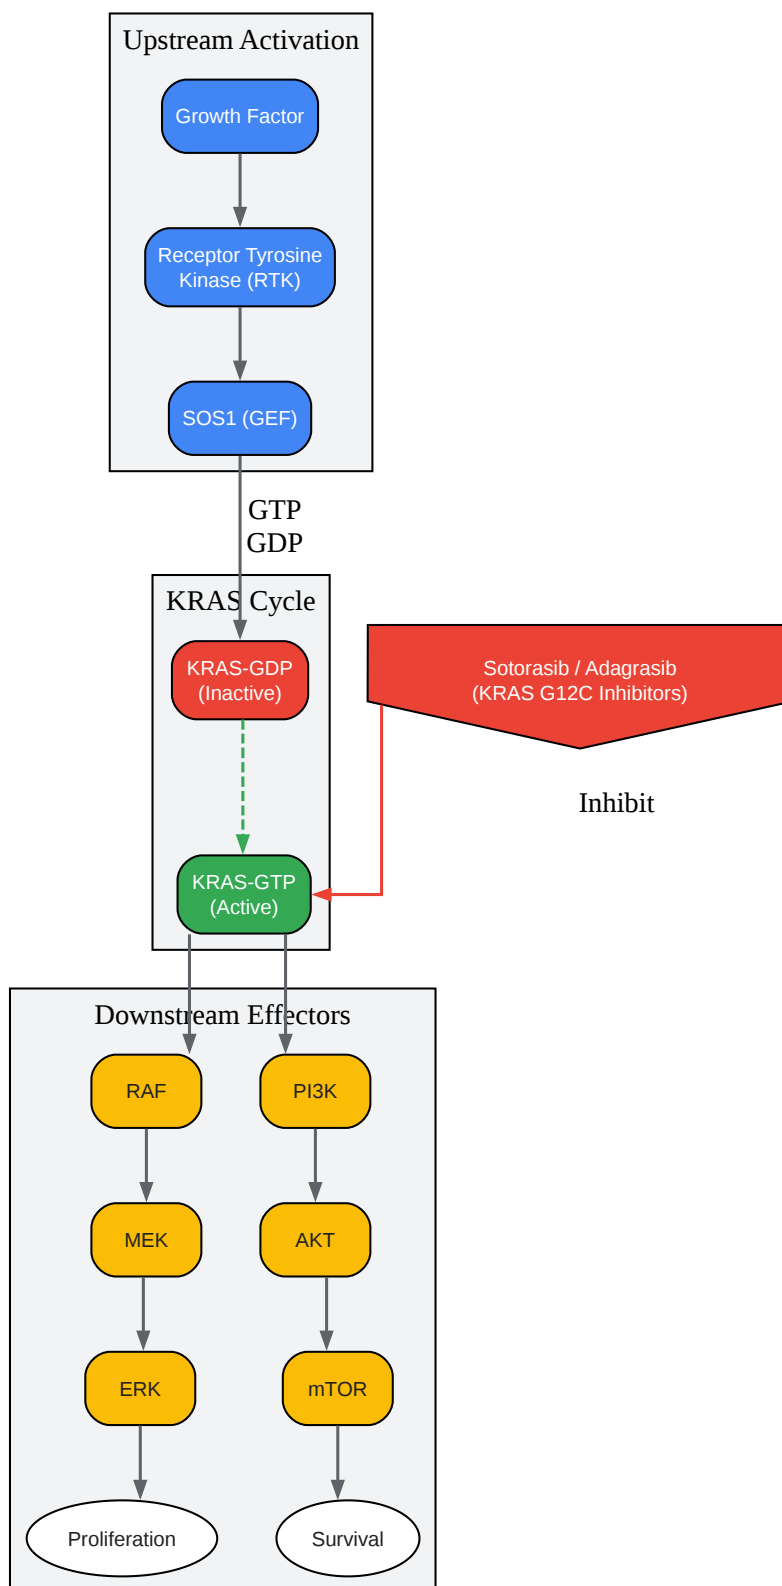 Upstream Activation
Growth Factor
Receptor Tyrosine
Kinase (RTK)
SOS1 (GEF)
GTP
GDP
KRAS Cycle
KRAS-GDP
(Inactive)
Sotorasib / Adagrasib
(KRAS G12C Inhibitors)
Inhibit
KRAS-GTP
(Active)
Downstream Effectors
RAF
PI3K
MEK
AKT
ERK
mTOR
Proliferation
Survival